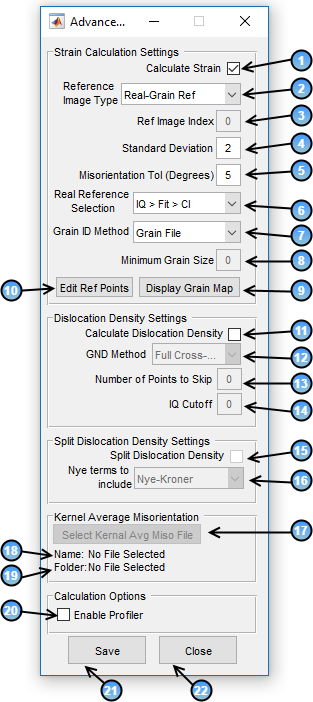 Advance...
Strain Calculation Settings
Calculate Strain 1
Reference Image Type Real-Grain Ref 2
Ref Image Index 0 3
Standard Deviation 2 4
Misorientation Tol (Degrees) 5 5
Real Reference Selection IQ > Fit > CI 6
Grain ID Method Grain File 7
Minimum Grain Size 0 8
10 Edit Ref Points Display Grain Map 9
Dislocation Density Settings
Calculate Dislocation Density 11
GND Method Full Cross-... 12
Number of Points to Skip 0 13
IQ Cutoff 0 14
Split Dislocation Density Settings
Split Dislocation Density 15
Nye terms to include Nye-Kroner 16
Kernel Average Misorientation
Select Kernal Avg Miso File 17
18 Name: No File Selected
19 Folder: No File Selected
Calculation Options
20 Enable Profiler
Save Close
21 22